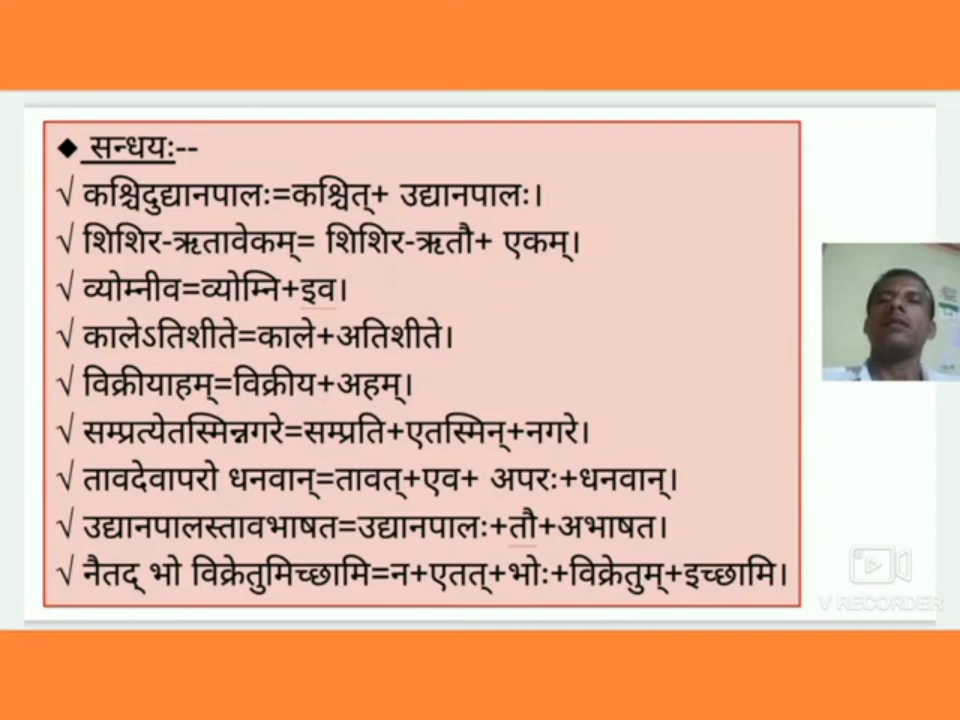 ◆ सन्धयः--
√ कश्चिदुद्यानपालः=कश्चित्+ उद्यानपालः।
√ शिशिर-ऋतावेकम्= शिशिर-ऋतौ+ एकम्।
√ व्योम्नीव=व्योम्नि+इव।
√ कालेऽतिशीते=काले+अतिशीते।
√ विक्रीयाहम्=विक्रीय+अहम्।
√ सम्प्रत्येतस्मिन्नगरे=सम्प्रति+एतस्मिन्+नगरे।
√ तावदेवापरो धनवान्=तावत्+एव+ अपरः+धनवान्।
√ उद्यानपालस्तावभाषत=उद्यानपालः+तौ+अभाषत।
√ नैतद् भो विक्रेतुमिच्छामि=न+एतत्+भोः+विक्रेतुम्+इच्छामि।
V RECORDER